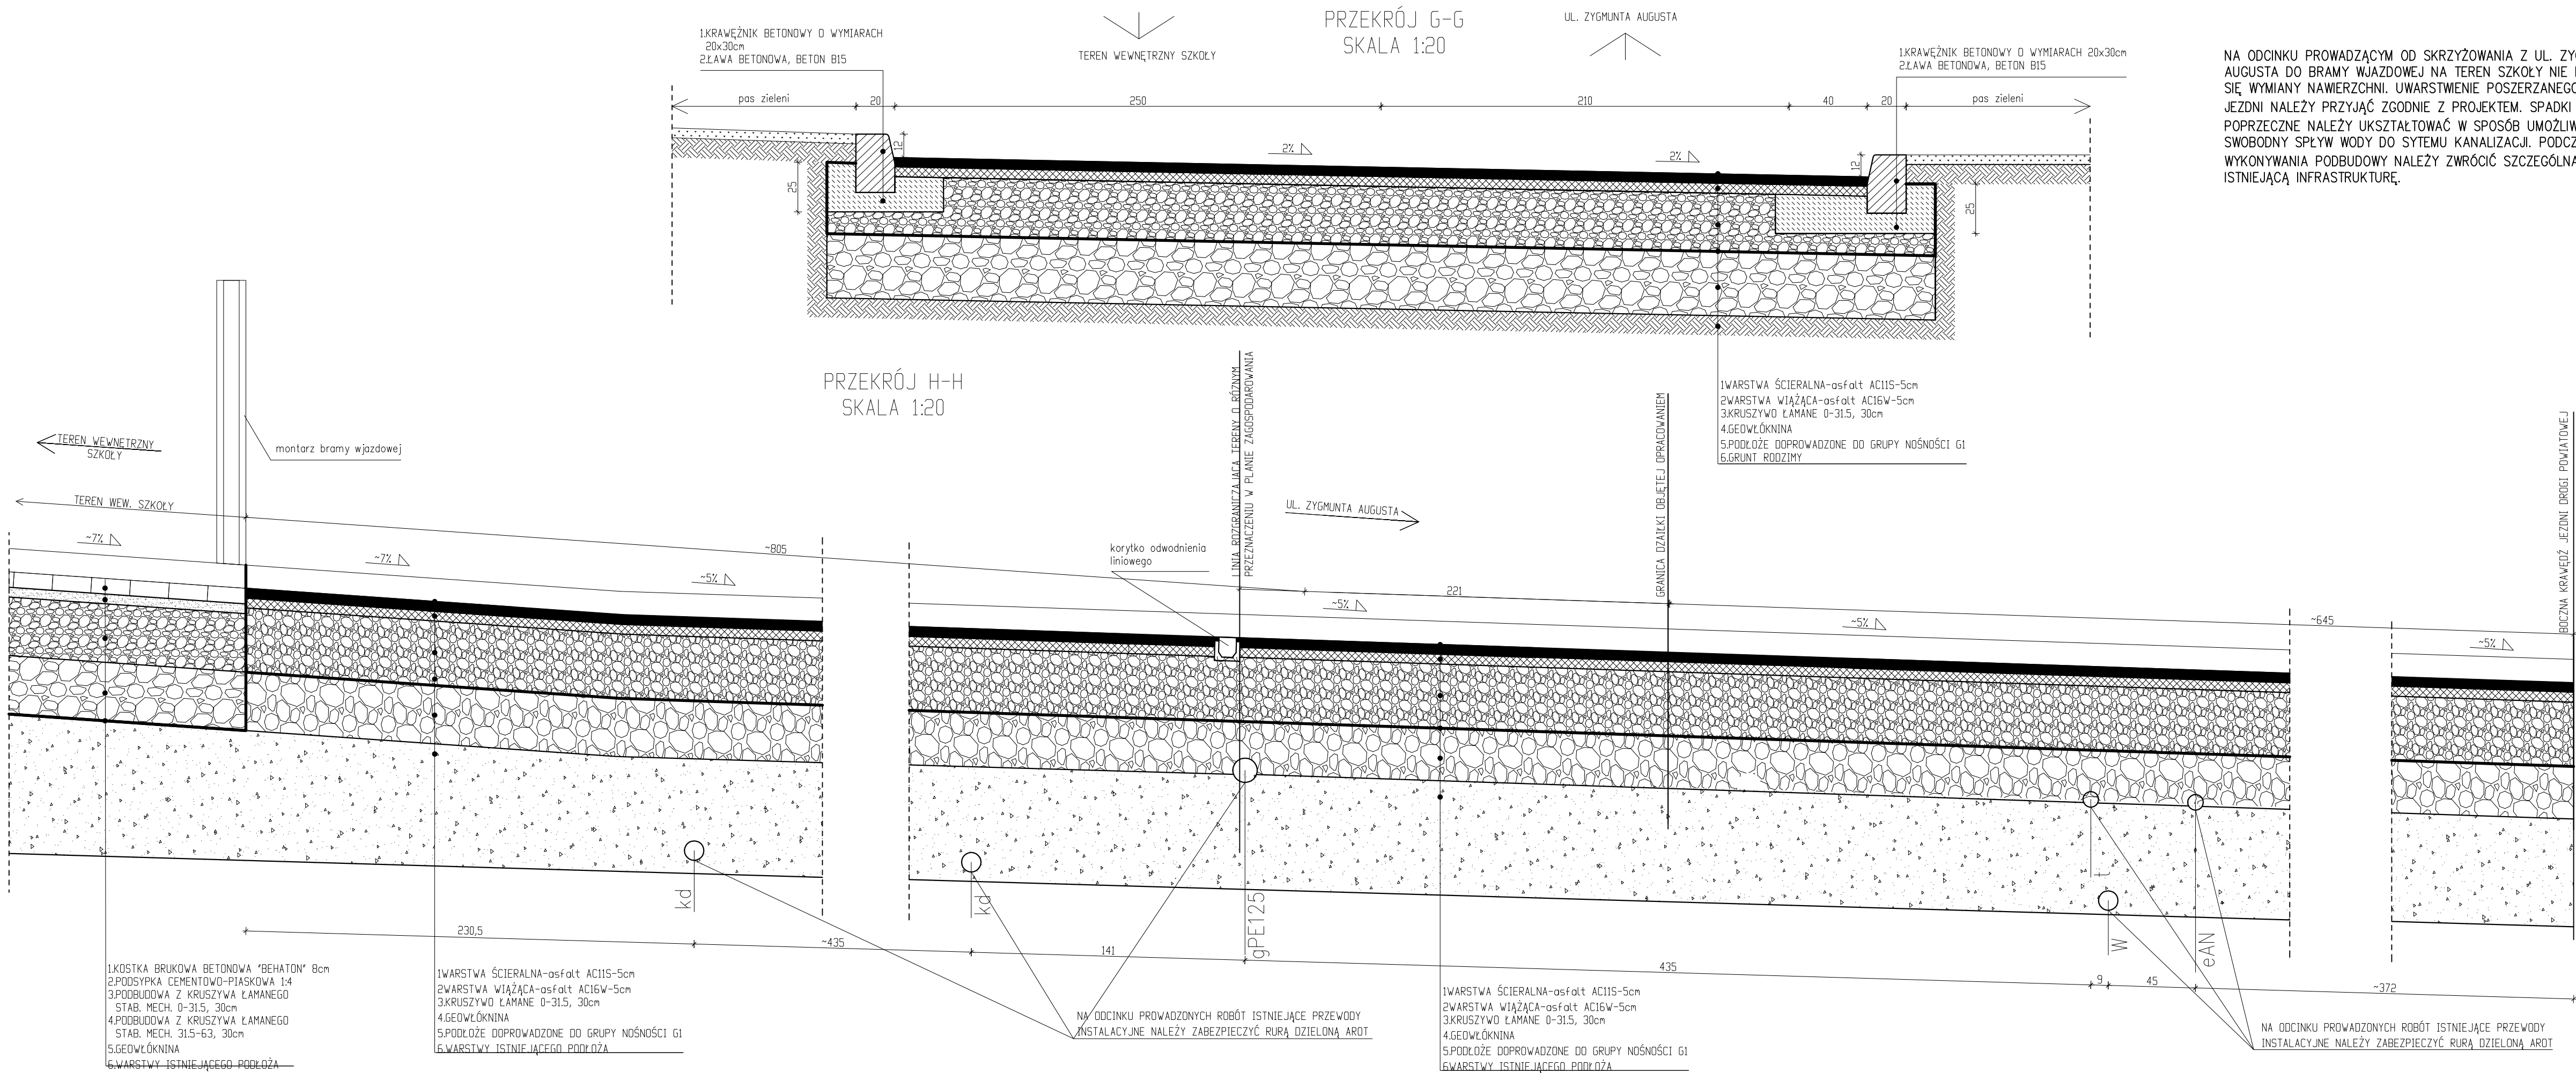 PRZEKRÓJ G-G
SKALA 1:20
TEREN WEWNĘTRZNY SZKOŁY
UL. ZYGMUNTA AUGUSTA
1.KRAWĘŻNIK BETONOWY O WYMIARACH
20x30cm
2.ŁAWA BETONOWA, BETON B15
1.KRAWĘŻNIK BETONOWY O WYMIARACH 20x30cm
2.ŁAWA BETONOWA, BETON B15
NA ODCINKU PROWADZĄCYM OD SKRZYŻOWANIA Z UL.
AUGUSTA DO BRAMY WJAZDOWEJ NA TEREN SZKOŁY NIE
SIĘ WYMIANY NAWIERZCHNI. UWARSTWIENIE POSZERZANEGO
JEZDNI NALEŻY PRZYJĄĆ ZGODNIE Z PROJEKTEM. SPADKI
POPRZECZNE NALEŻY UKSZTAŁTOWAĆ W SPOSÓB
SWOBODNY SPŁYW WODY DO SYTEMU KANALIZACJI.
WYKONYWANIA PODBUDOWY NALEŻY ZWRÓCIĆ
ISTNIEJĄCĄ INFRASTRUKTURĘ.
pas zieleni
20
250
210
40
20
pas zieleni
12
2%
2%
12
25
25
1WARSTWA ŚCIERALNA-asfalt AC11S-5cm
2WARSTWA WIĄŻĄCA-asfalt AC16W-5cm
3.KRUSZYWO ŁAMANE 0-31.5, 30cm
4.GEOWŁÓKNINA
5.PODŁOŻE DOPROWADZONE DO GRUPY NOŚNOŚCI G1
6.GRUNT RODZIMY
PRZEKRÓJ H-H
SKALA 1:20
TEREN WEWNĘTRZNY
SZKOŁY
montarz bramy wjazdowej
TEREN WEW. SZKOŁY
LINIA ROZGRANICZAJĄCA TERENY O RÓŻNYM
PRZEZNACZENIU W PLANIE ZAGOSPODAROWANIA
UL. ZYGMUNTA AUGUSTA
GRANICA DZAIŁKI OBJĘTEJ OPRACOWANIEM
BOCZNA KRAWĘDŹ JEZDNI DROGI POWIATOWEJ
korytko odwodnienia
liniowego
~805
221
~645
~7%
~7%
~5%
~5%
~5%
~5%
kd
kd
gPE125
t
W
eAN
230,5
~435
141
435
9
45
~372
1.KOSTKA BRUKOWA BETONOWA "BEHATON" 8cm
2.PODSYPKA CEMENTOWO-PIASKOWA 1:4
3.PODBUDOWA Z KRUSZYWA ŁAMANEGO
STAB. MECH. 0-31.5, 30cm
4.PODBUDOWA Z KRUSZYWA ŁAMANEGO
STAB. MECH. 31.5-63, 30cm
5.GEOWŁÓKNINA
6.WARSTWY ISTNIEJĄCEGO PODŁOŻA
1WARSTWA ŚCIERALNA-asfalt AC11S-5cm
2WARSTWA WIĄŻĄCA-asfalt AC16W-5cm
3.KRUSZYWO ŁAMANE 0-31.5, 30cm
4.GEOWŁÓKNINA
5.PODŁOŻE DOPROWADZONE DO GRUPY NOŚNOŚCI G1
6.WARSTWY ISTNIEJĄCEGO PODŁOŻA
NA ODCINKU PROWADZONYCH ROBÓT ISTNIEJĄCE PRZEWODY
INSTALACYJNE NALEŻY ZABEZPIECZYĆ RURĄ DZIELONĄ AROT
1WARSTWA ŚCIERALNA-asfalt AC11S-5cm
2WARSTWA WIĄŻĄCA-asfalt AC16W-5cm
3.KRUSZYWO ŁAMANE 0-31.5, 30cm
4.GEOWŁÓKNINA
5.PODŁOŻE DOPROWADZONE DO GRUPY NOŚNOŚCI G1
6WARSTWY ISTNIEJĄCEGO PODŁOŻA
NA ODCINKU PROWADZONYCH ROBÓT ISTNIEJĄCE PRZEWODY
INSTALACYJNE NALEŻY ZABEZPIECZYĆ RURĄ DZIELONĄ AROT